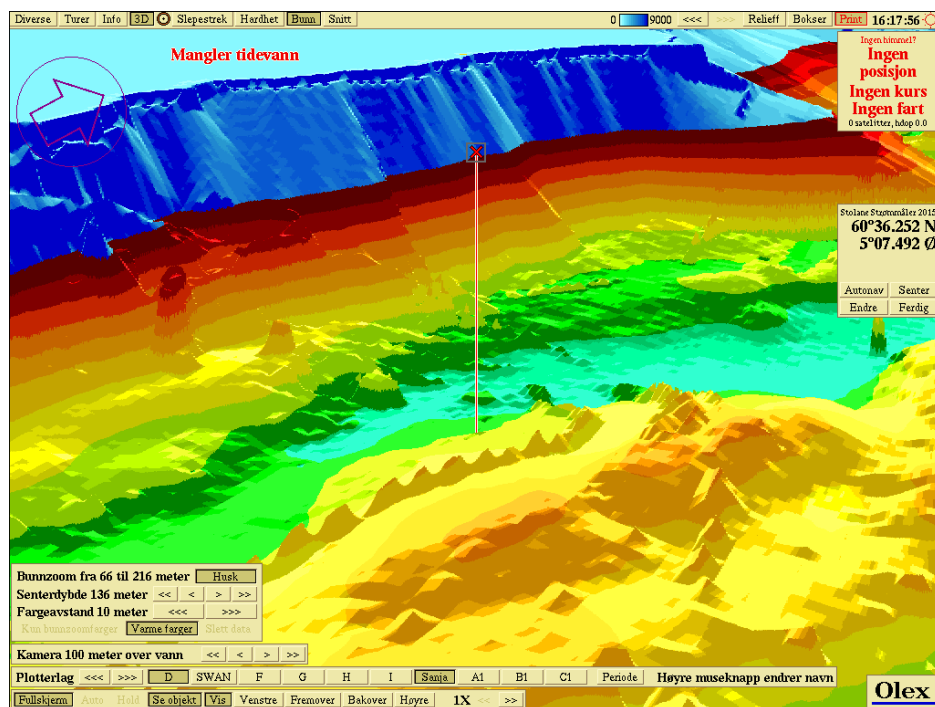 Diverse Turer Info 3D Slepestrek Hardhet Bunn Snitt 0 9000 <<< >>> Relieff Bokser Print 16:17:56
Mangler tidevann
Ingen himmel?
Ingen
posisjon
Ingen kurs
Ingen fart
0 satelitter, hdop 0.0
Stolane Strømmåler 2015
60°36.252 N
5°07.492 Ø
Autonav Senter
Endre Ferdig
Bunnzoom fra 66 til 216 meter Husk
Senterdybde 136 meter << < > >>
Fargeavstand 10 meter <<< >>>
Kun bunnzoomfarger Varme farger Slett data
Kamera 100 meter over vann << < > >>
Plotterlag <<< >>> D SWAN F G H I Sanja A1 B1 C1 Periode Høyre museknapp endrer navn
Fullskjerm Auto Hold Se objekt Vis Venstre Fremover Bakover Høyre 1X << >>
Olex